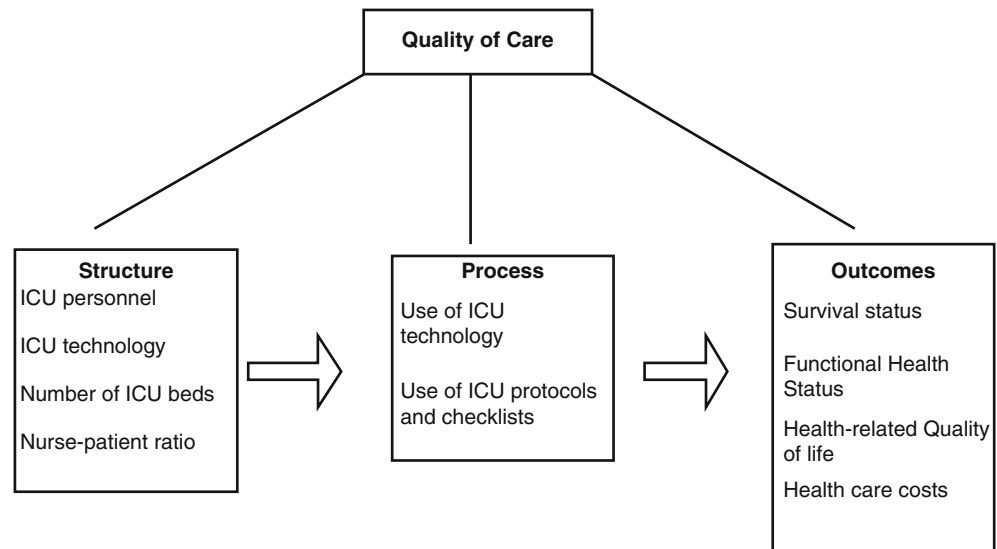 Quality of Care
Structure
ICU personnel
ICU technology
Number of ICU beds
Nurse-patient ratio
Process
Use of ICU
technology
Use of ICU protocols
and checklists
Outcomes
Survival status
Functional Health
Status
Health-related Quality
of life
Health care costs